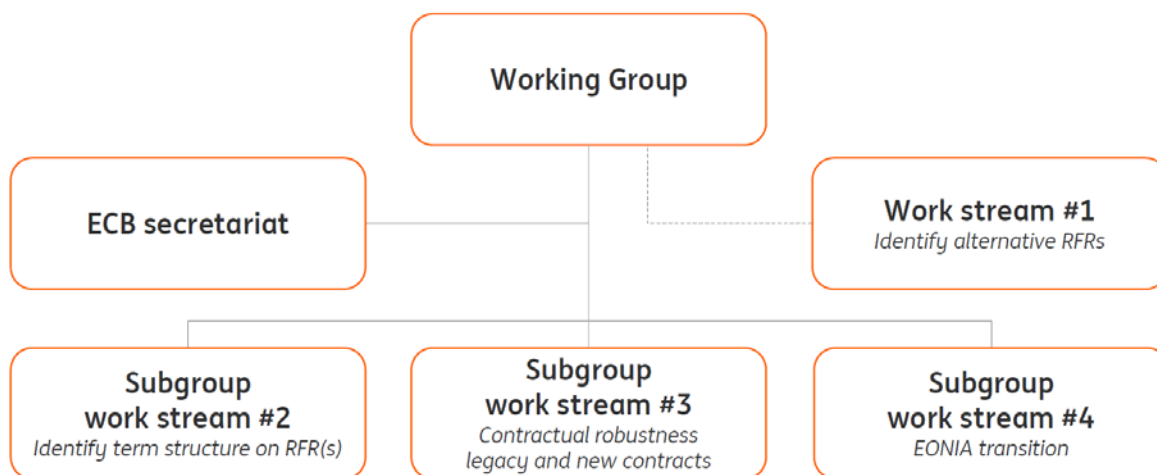 Working Group
ECB secretariat
Work stream #1
Identify alternative RFRs
Subgroup
work stream #2
Identify term structure on RFR(s)
Subgroup
work stream #3
Contractual robustness
legacy and new contracts
Subgroup
work stream #4
EONIA transition